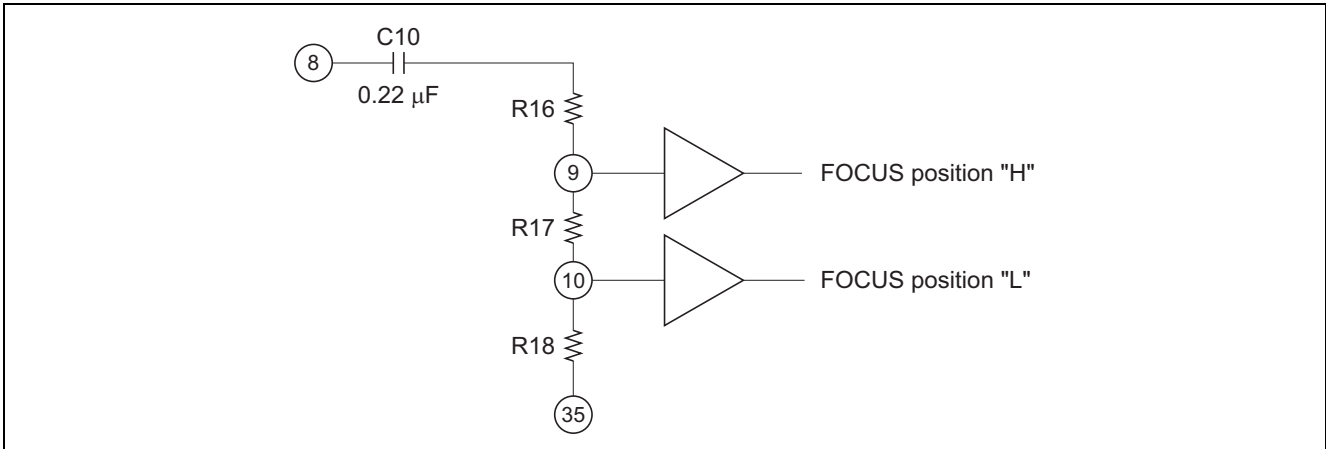 C10
8
0.22 μF
R16
9
FOCUS position "H"
R17
10
FOCUS position "L"
R18
35